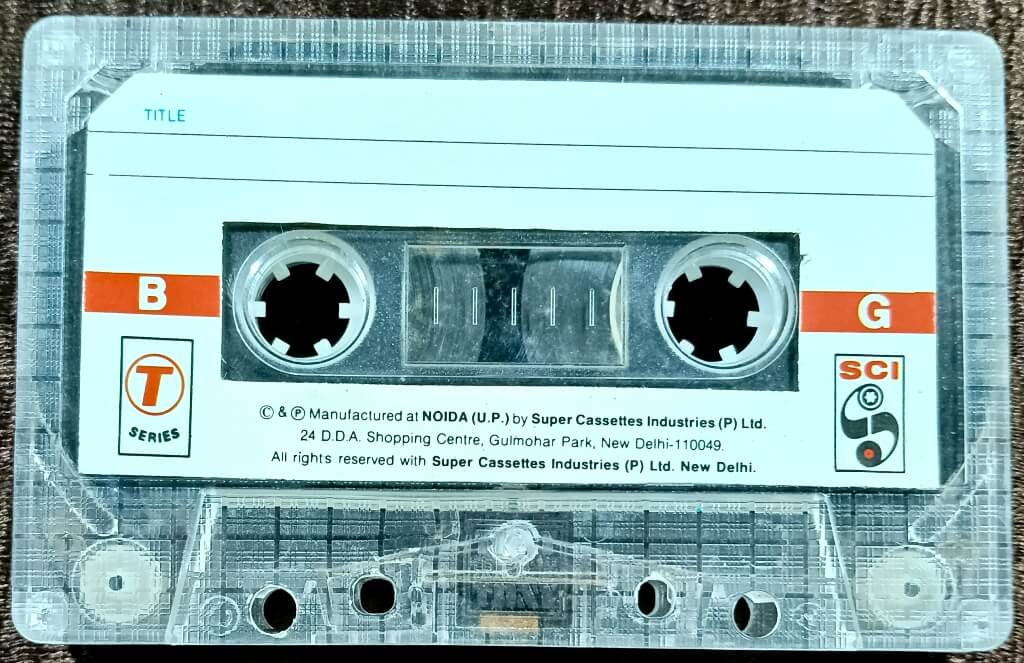 TITLE
B
G
T
SERIES
SCI
© & ℗ Manufactured at NOIDA (U.P.) by Super Cassettes Industries (P) Ltd.
24 D.D.A. Shopping Centre, Gulmohar Park, New Delhi-110049.
All rights reserved with Super Cassettes Industries (P) Ltd. New Delhi.